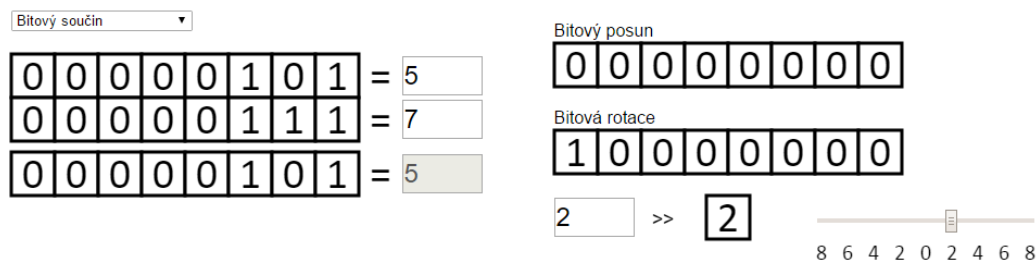 Bitový součin
0 0 0 0 0 1 0 1 = 5
0 0 0 0 0 1 1 1 = 7
0 0 0 0 0 1 0 1 = 5
Bitový posun
0 0 0 0 0 0 0 0
Bitová rotace
1 0 0 0 0 0 0 0
2 >> 2
8 6 4 2 0 2 4 6 8